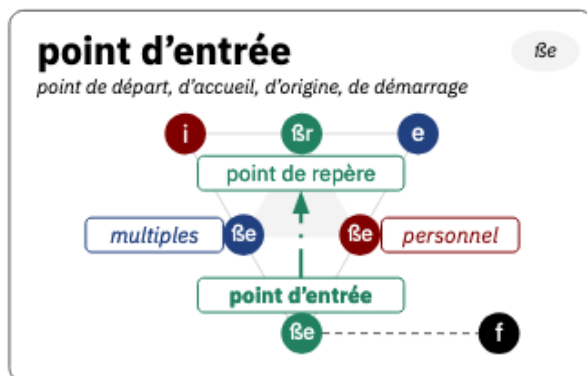 point d’entrée
ße
point de départ, d’accueil, d’origine, de démarrage
i
ßr
e
point de repère
multiples
ße
ße
personnel
point d’entrée
ße
f